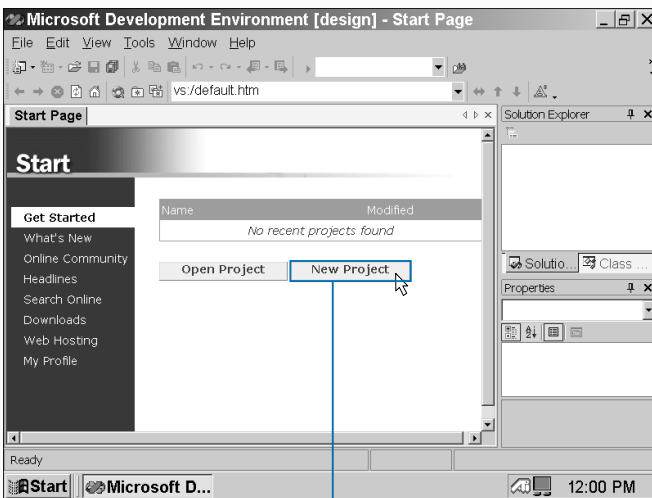 Microsoft Development Environment [design] - Start Page
File Edit View Tools Window Help
vs:/default.htm
Start Page
Solution Explorer
Start
Get Started
What's New
Online Community
Headlines
Search Online
Downloads
Web Hosting
My Profile
Name Modified
No recent projects found
Open Project New Project
Solutio... Class ...
Properties
Ready
Start Microsoft D... 12:00 PM